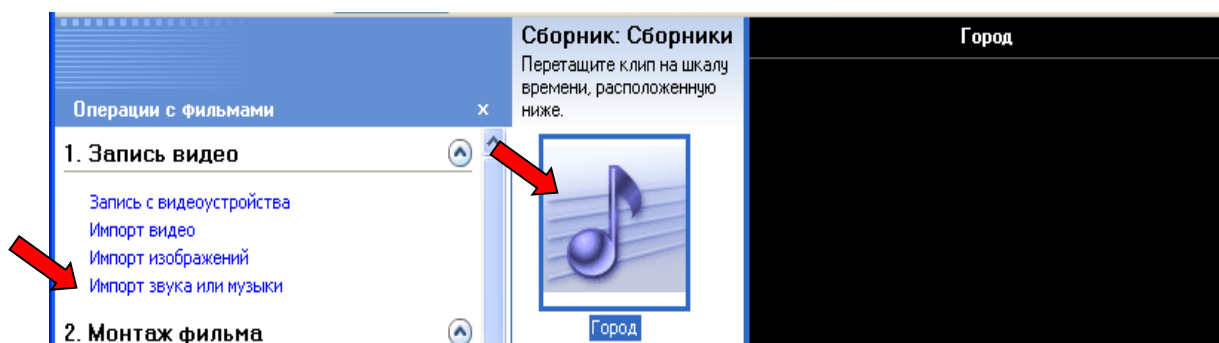 Операции с фильмами
1. Запись видео
Запись с видеоустройства
Импорт видео
Импорт изображений
Импорт звука или музыки
2. Монтаж фильма
Сборник: Сборники
Перетащите клип на шкалу
времени, расположенную
ниже.
Город
Город